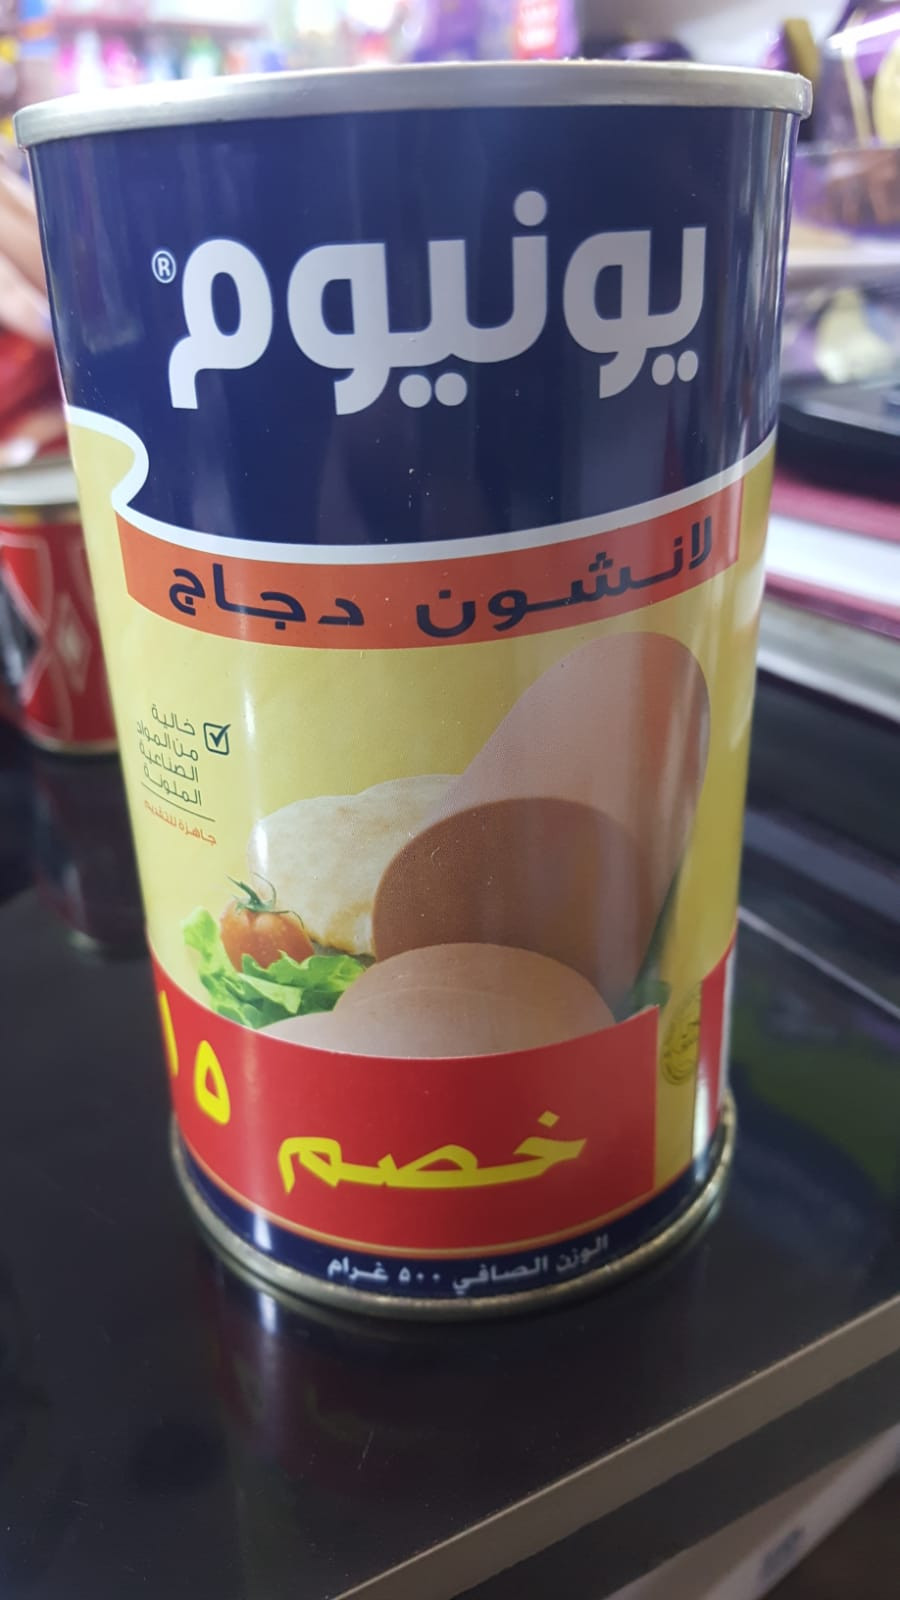 يونيوم®
لانشون دجاج
خالية
من المواد
الصناعية
الملونة
جاهزة للتقديم
خصم ١٥
الوزن الصافي ٥٠٠ غرام